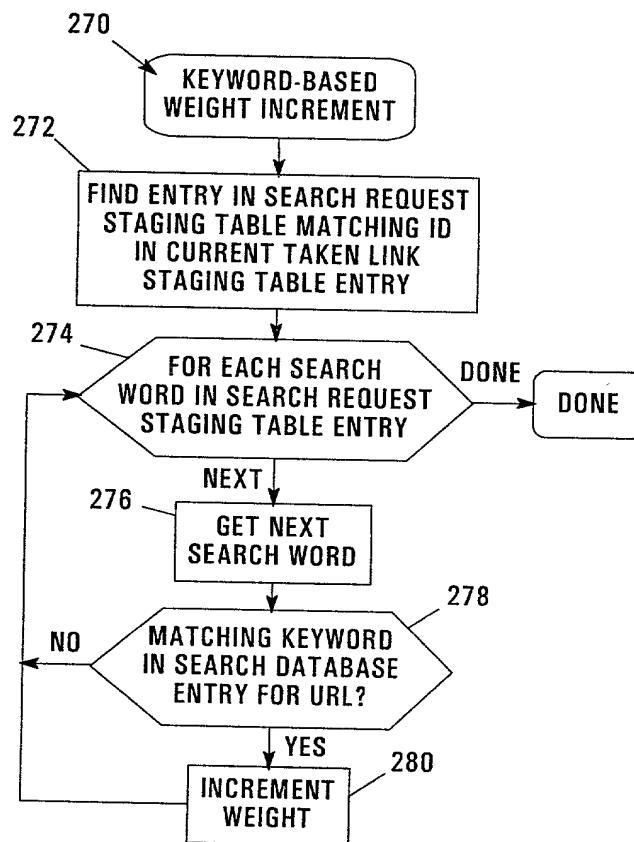 270
KEYWORD-BASED
WEIGHT INCREMENT
272
FIND ENTRY IN SEARCH REQUEST
STAGING TABLE MATCHING ID
IN CURRENT TAKEN LINK
STAGING TABLE ENTRY
274
FOR EACH SEARCH
WORD IN SEARCH REQUEST
STAGING TABLE ENTRY
DONE
DONE
NEXT
276
GET NEXT
SEARCH WORD
278
NO
MATCHING KEYWORD
IN SEARCH DATABASE
ENTRY FOR URL?
YES
280
INCREMENT
WEIGHT